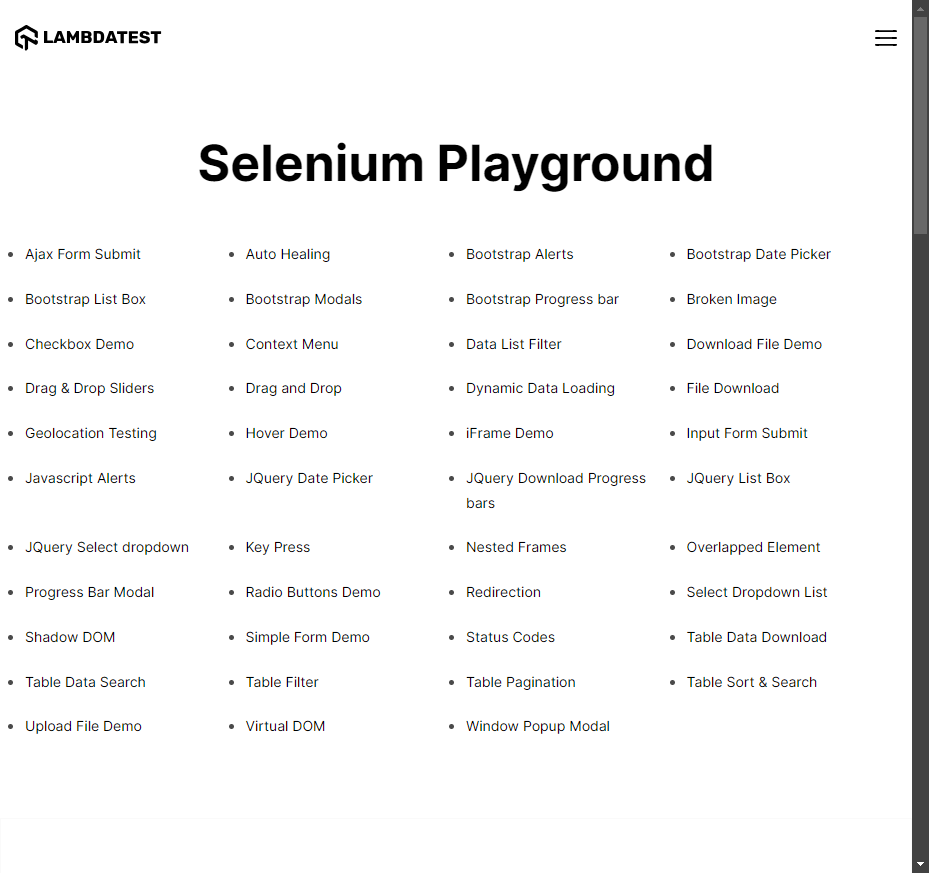 LAMBDATEST
Selenium Playground
Ajax Form Submit
Auto Healing
Bootstrap Alerts
Bootstrap Date Picker
Bootstrap List Box
Bootstrap Modals
Bootstrap Progress bar
Broken Image
Checkbox Demo
Context Menu
Data List Filter
Download File Demo
Drag & Drop Sliders
Drag and Drop
Dynamic Data Loading
File Download
Geolocation Testing
Hover Demo
iFrame Demo
Input Form Submit
Javascript Alerts
JQuery Date Picker
JQuery Download Progress
bars
JQuery List Box
JQuery Select dropdown
Key Press
Nested Frames
Overlapped Element
Progress Bar Modal
Radio Buttons Demo
Redirection
Select Dropdown List
Shadow DOM
Simple Form Demo
Status Codes
Table Data Download
Table Data Search
Table Filter
Table Pagination
Table Sort & Search
Upload File Demo
Virtual DOM
Window Popup Modal